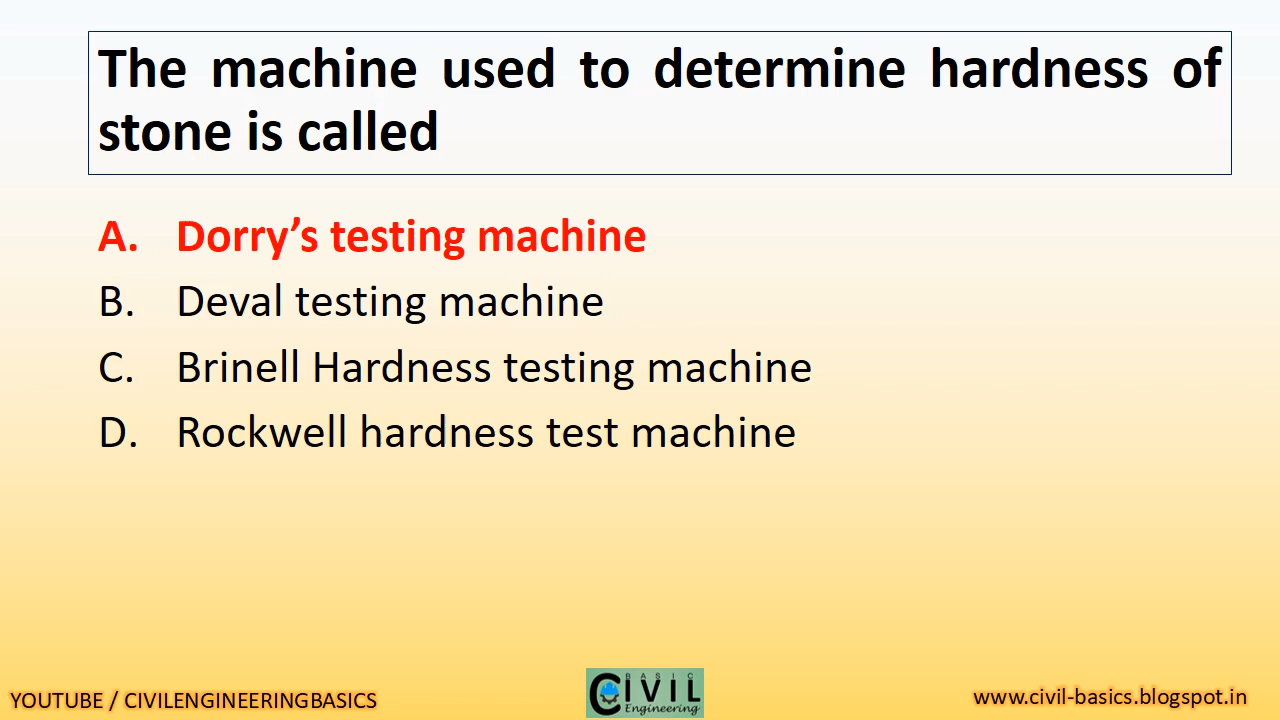 The machine used to determine hardness of
stone is called
A. Dorry’s testing machine
B. Deval testing machine
C. Brinell Hardness testing machine
D. Rockwell hardness test machine
YOUTUBE / CIVILENGINEERINGBASICS
BASIC
CIVIL
Engineering
www.civil-basics.blogspot.in